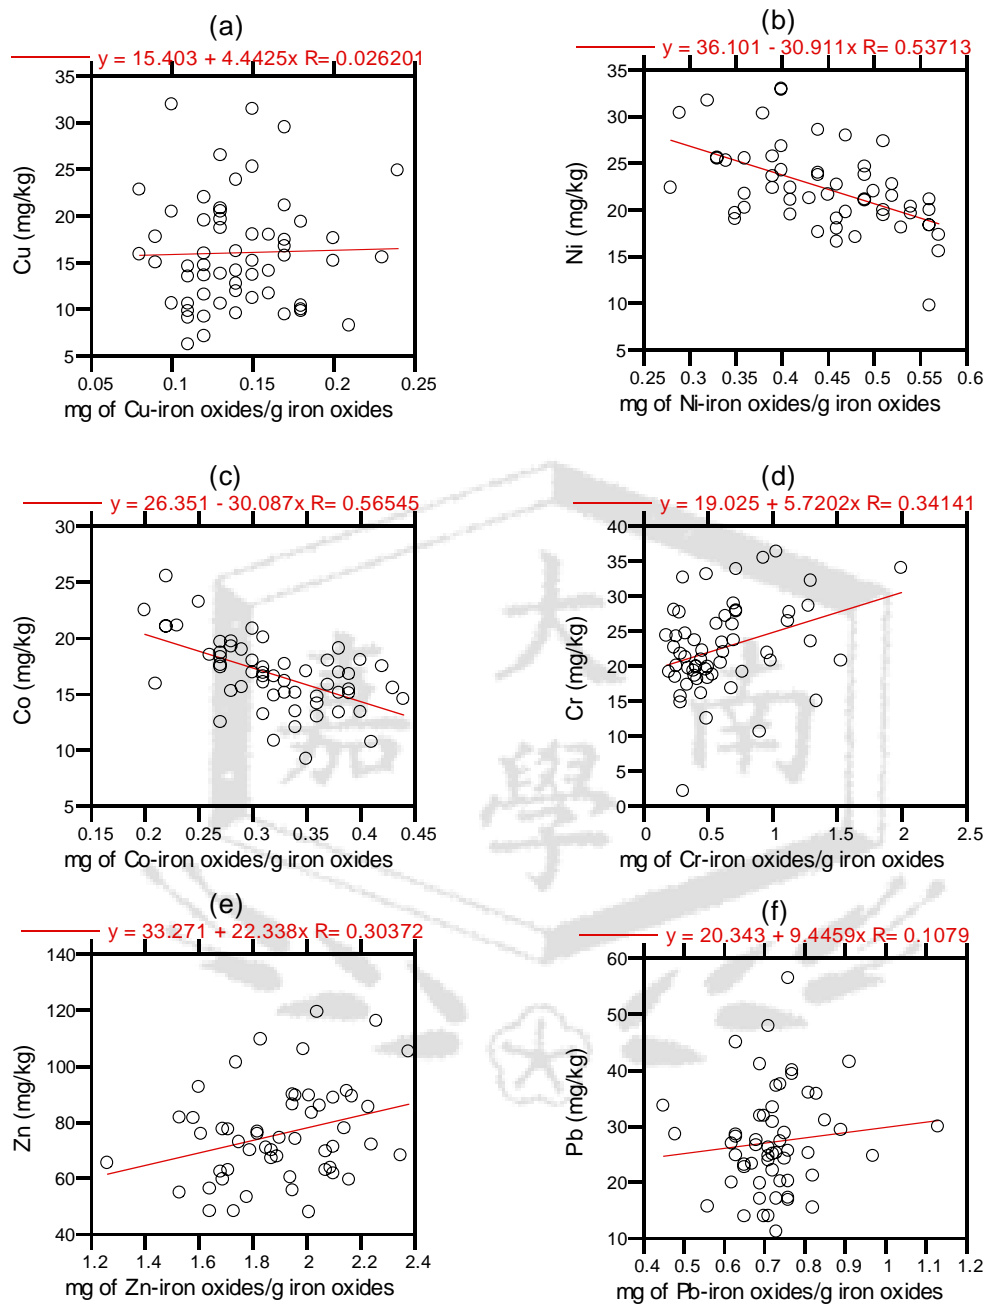 (a)
y = 15.403 + 4.4425x R= 0.026201
35
30
25
20
15
10
5
Cu (mg/kg)
0.05 0.1 0.15 0.2 0.25
mg of Cu-iron oxides/g iron oxides
(b)
y = 36.101 - 30.911x R= 0.53713
35
30
25
20
15
10
5
Ni (mg/kg)
0.25 0.3 0.35 0.4 0.45 0.5 0.55 0.6
mg of Ni-iron oxides/g iron oxides
(c)
y = 26.351 - 30.087x R= 0.56545
30
25
20
15
10
5
Co (mg/kg)
0.15 0.2 0.25 0.3 0.35 0.4 0.45
mg of Co-iron oxides/g iron oxides
(d)
y = 19.025 + 5.7202x R= 0.34141
40
35
30
25
20
15
10
5
0
Cr (mg/kg)
0 0.5 1 1.5 2 2.5
mg of Cr-iron oxides/g iron oxides
(e)
y = 33.271 + 22.338x R= 0.30372
140
120
100
80
60
40
Zn (mg/kg)
1.2 1.4 1.6 1.8 2 2.2 2.4
mg of Zn-iron oxides/g iron oxides
(f)
y = 20.343 + 9.4459x R= 0.1079
60
50
40
30
20
10
Pb (mg/kg)
0.4 0.5 0.6 0.7 0.8 0.9 1 1.1 1.2
mg of Pb-iron oxides/g iron oxides
大
嘉 南
學